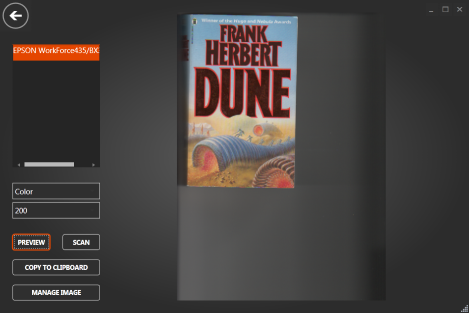 EPSON WorkForce435/BX
Color
200
PREVIEW
SCAN
COPY TO CLIPBOARD
MANAGE IMAGE
Winner of the Hugo and Nebula Awards
FRANK
HERBERT
DUNE